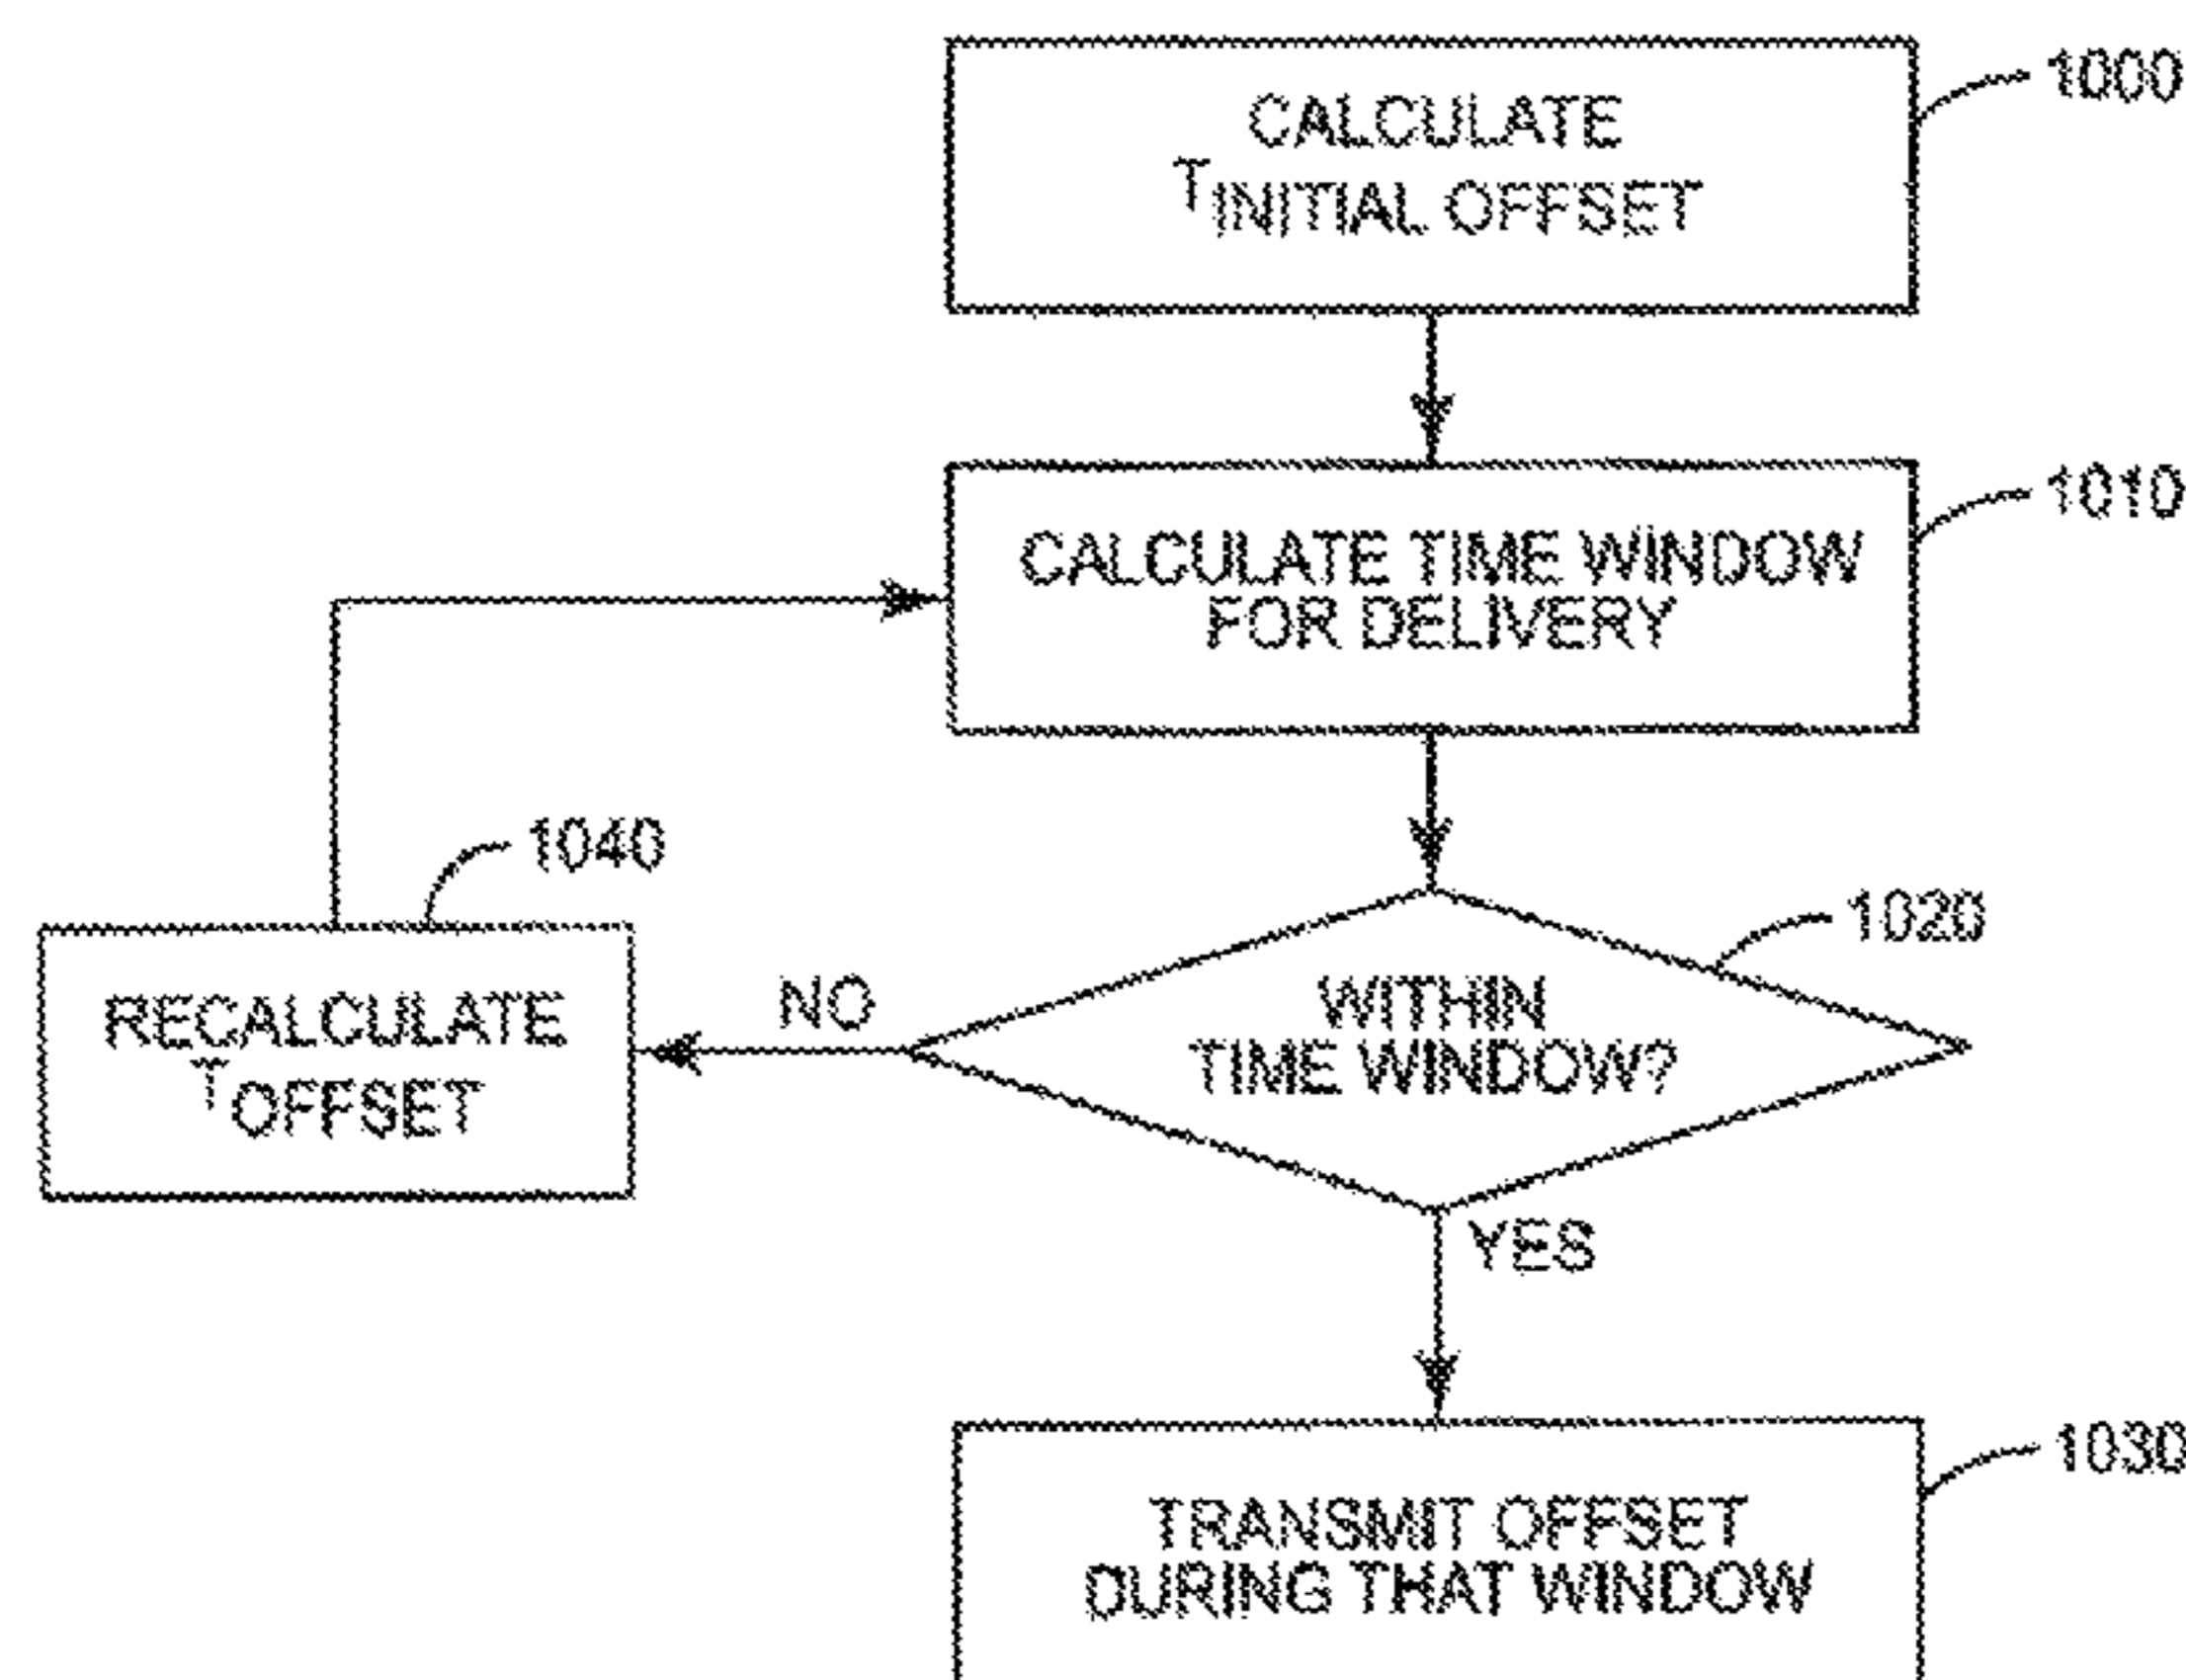 CALCULATE
TINITIAL OFFSET
1000
CALCULATE TIME WINDOW
FOR DELIVERY
1010
WITHIN
TIME WINDOW?
1020
NO
RECALCULATE
TOFFSET
1040
YES
TRANSMIT OFFSET
DURING THAT WINDOW
1030